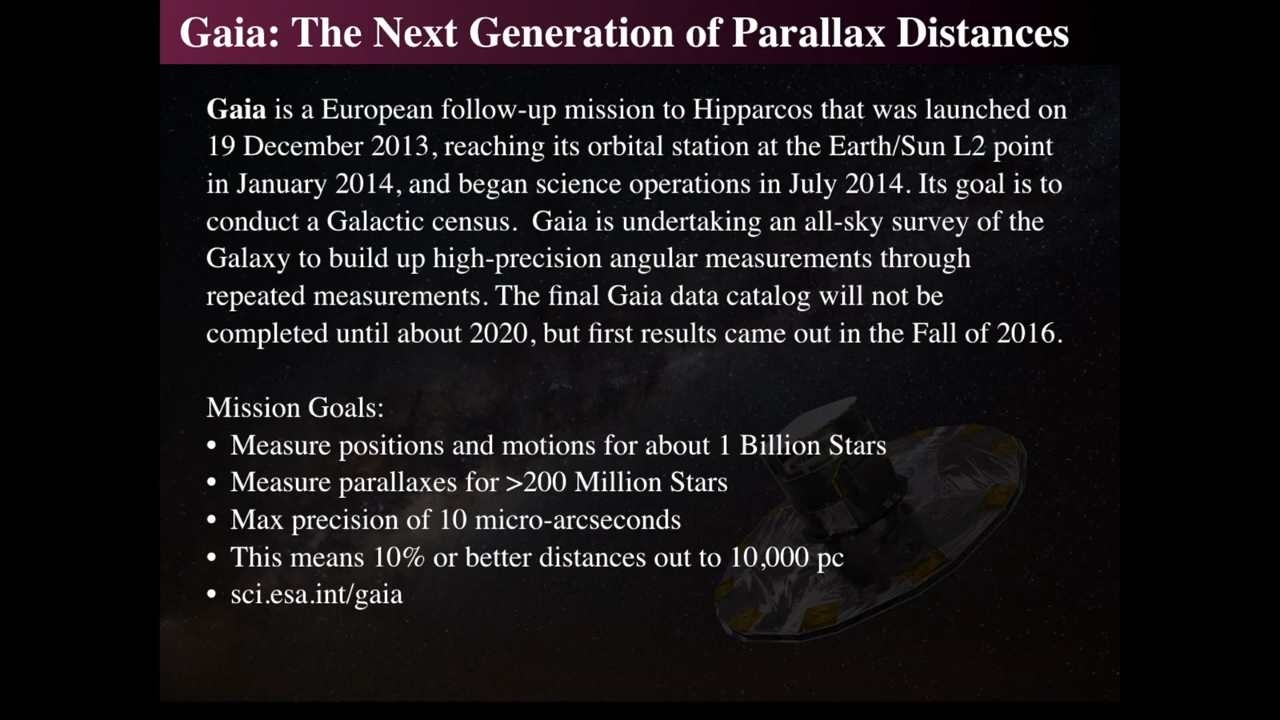 Gaia: The Next Generation of Parallax Distances
Gaia is a European follow-up mission to Hipparcos that was launched on
19 December 2013, reaching its orbital station at the Earth/Sun L2 point
in January 2014, and began science operations in July 2014. Its goal is to
conduct a Galactic census.  Gaia is undertaking an all-sky survey of the
Galaxy to build up high-precision angular measurements through
repeated measurements. The final Gaia data catalog will not be
completed until about 2020, but first results came out in the Fall of 2016.
Mission Goals:
• Measure positions and motions for about 1 Billion Stars
• Measure parallaxes for >200 Million Stars
• Max precision of 10 micro-arcseconds
• This means 10% or better distances out to 10,000 pc
• sci.esa.int/gaia